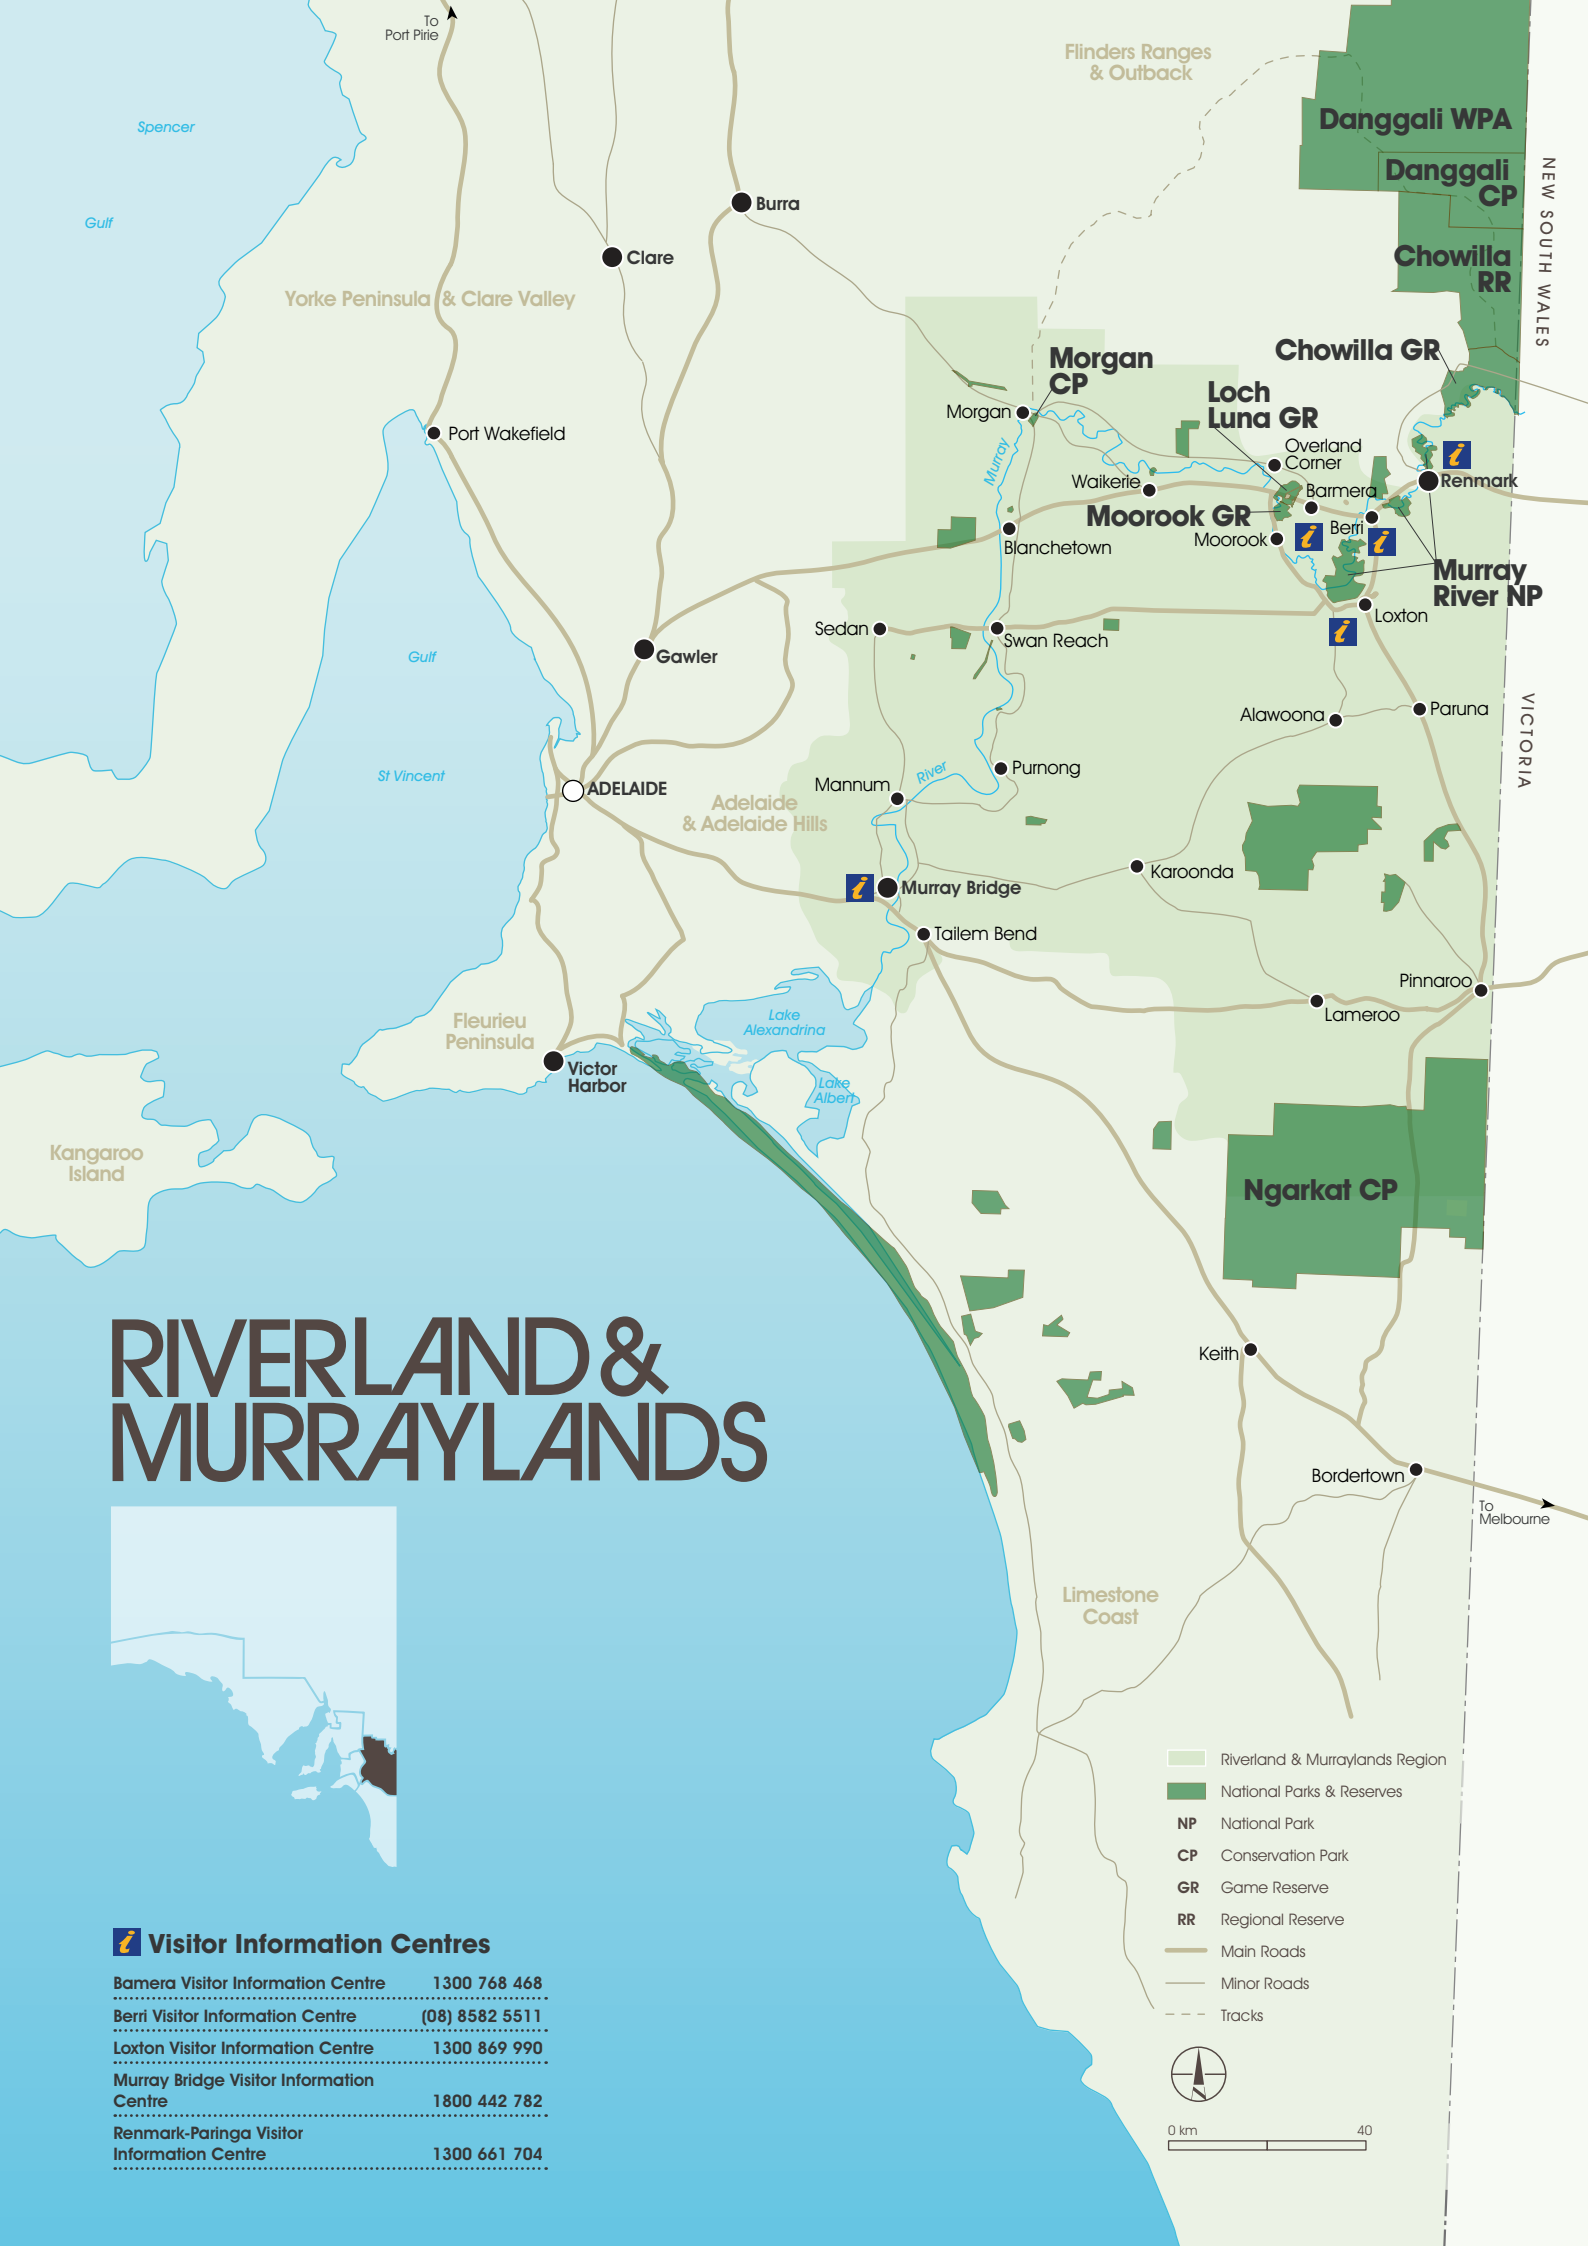 To
Port Pirie
Flinders Ranges
& Outback
Spencer
Danggali WPA
Danggali
CP
NEW SOUTH WALES
Burra
Gulf
Clare
Chowilla
RR
Yorke Peninsula & Clare Valley
Chowilla GR
Morgan
CP
Loch
Luna GR
Morgan
Port Wakefield
Overland
Corner
Murray
Waikerie
Renmark
Barmera
Moorook GR
Berri
Blanchetown
Moorook
Murray
River NP
Loxton
Sedan
Swan Reach
Gawler
Gulf
Alawoona
Paruna
VICTORIA
St Vincent
Purnong
River
Mannum
ADELAIDE
Adelaide
& Adelaide Hills
Karoonda
Murray Bridge
Tailem Bend
Pinnaroo
Lameroo
Fleurieu
Peninsula
Lake
Alexandrina
Victor
Harbor
Lake
Albert
Kangaroo
Island
Ngarkat CP
RIVERLAND &
MURRAYLANDS
Keith
Bordertown
To
Melbourne
Limestone
Coast
Riverland & Murraylands Region
National Parks & Reserves
NP National Park
CP Conservation Park
GR Game Reserve
RR Regional Reserve
Main Roads
Minor Roads
Tracks
0 km 40
i Visitor Information Centres
Bamera Visitor Information Centre 1300 768 468
Berri Visitor Information Centre (08) 8582 5511
Loxton Visitor Information Centre 1300 869 990
Murray Bridge Visitor Information
Centre 1800 442 782
Renmark-Paringa Visitor
Information Centre 1300 661 704